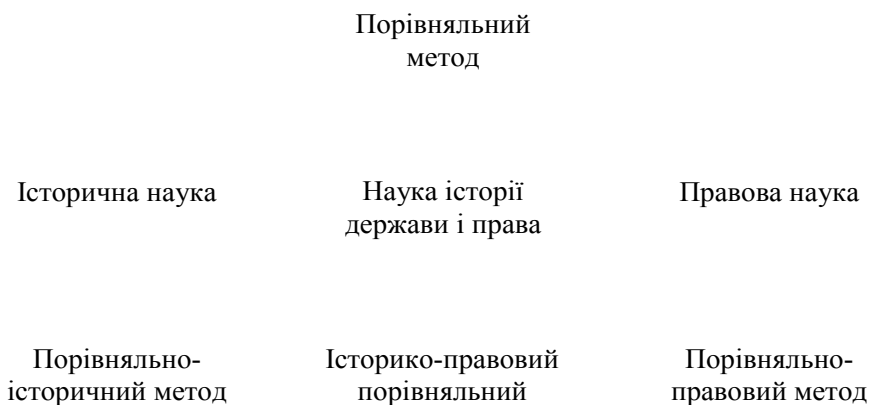 Порівняльний
метод
Історична наука
Наука історії
держави і права
Правова наука
Порівняльно-
історичний метод
Історико-правовий
порівняльний
Порівняльно-
правовий метод